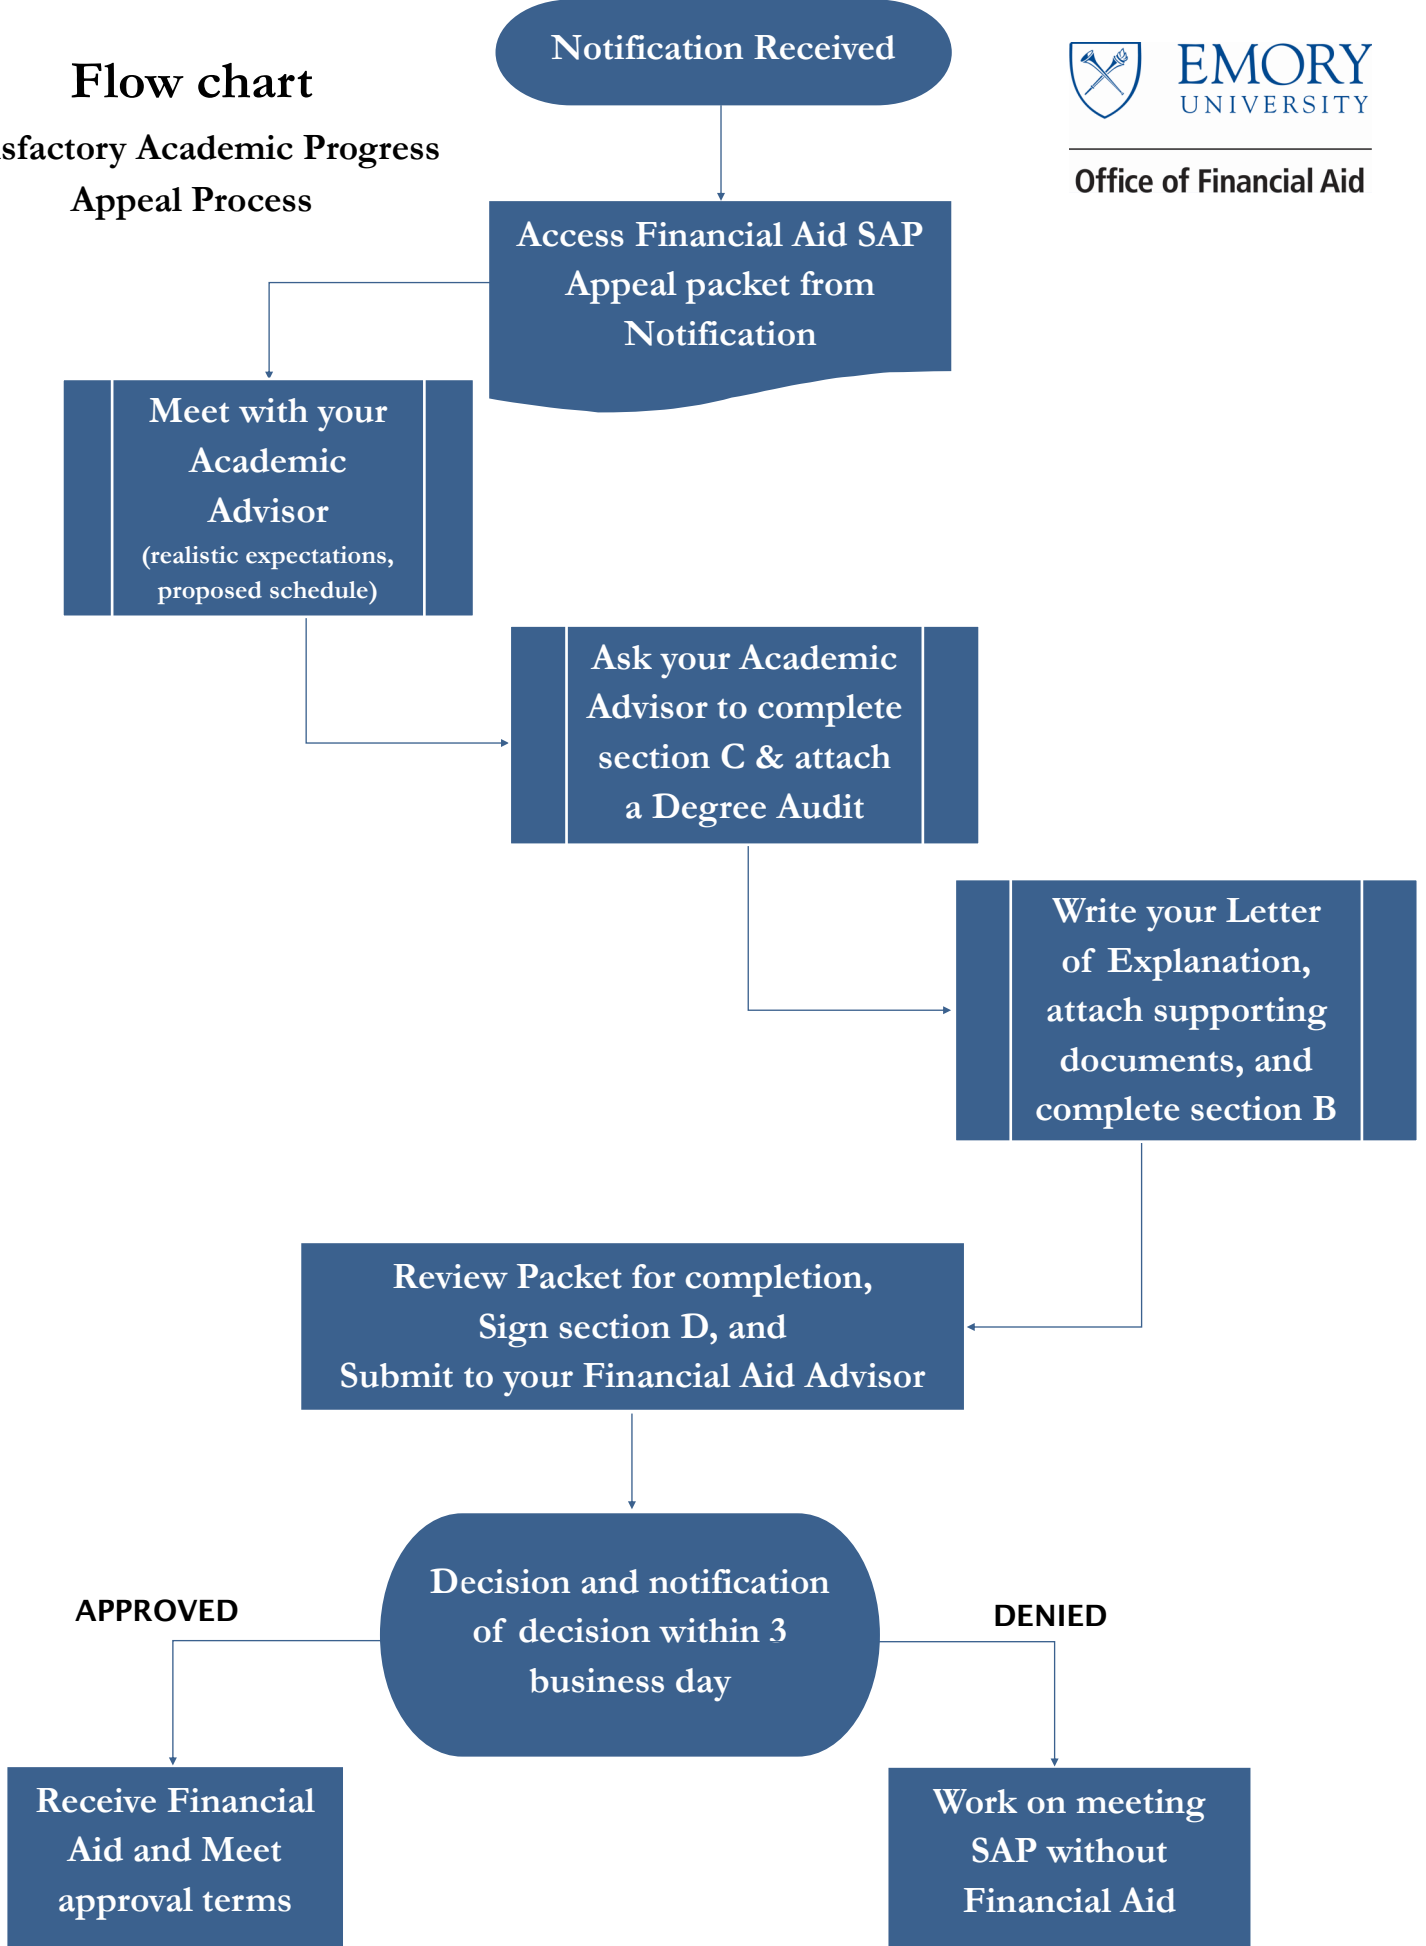 Notification Received
Flow chart
Academic Progress
Appeal Process
EMORY
UNIVERSITY
Office of Financial Aid
Access Financial Aid SAP
Appeal packet from
Notification
Meet with your
Academic
Advisor
(realistic expectations,
proposed schedule)
Ask your Academic
Advisor to complete
section C & attach
a Degree Audit
Write your Letter
of Explanation,
attach supporting
documents, and
complete section B
Review Packet for completion,
Sign section D, and
Submit to your Financial Aid Advisor
Decision and notification
of decision within 3
business day
APPROVED
DENIED
Receive Financial
Aid and Meet
approval terms
Work on meeting
SAP without
Financial Aid